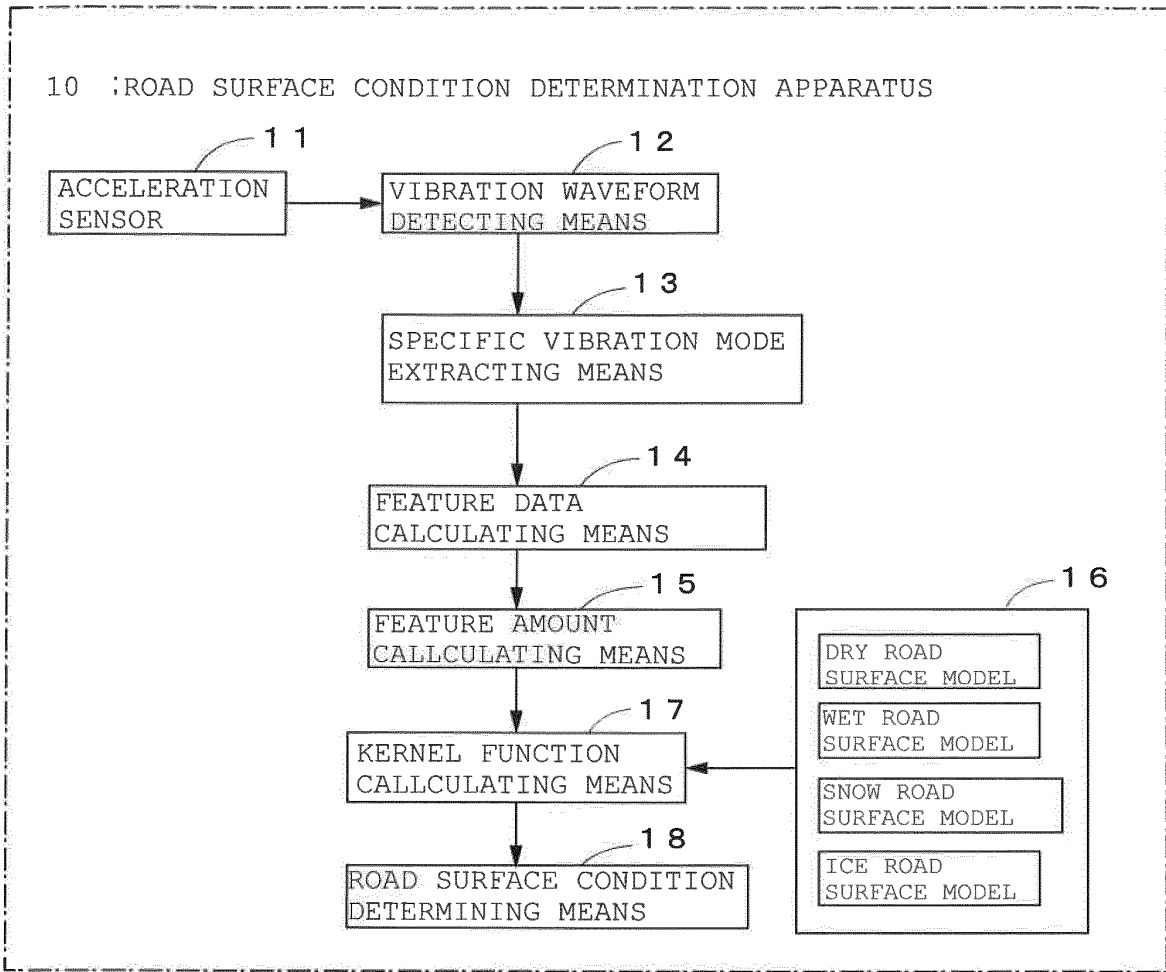 10 :ROAD SURFACE CONDITION DETERMINATION APPARATUS
11
ACCELERATION
SENSOR
12
VIBRATION WAVEFORM
DETECTING MEANS
13
SPECIFIC VIBRATION MODE
EXTRACTING MEANS
14
FEATURE DATA
CALCULATING MEANS
15
FEATURE AMOUNT
CALLCULATING MEANS
16
DRY ROAD
SURFACE MODEL
WET ROAD
SURFACE MODEL
SNOW ROAD
SURFACE MODEL
ICE ROAD
SURFACE MODEL
17
KERNEL FUNCTION
CALLCULATING MEANS
18
ROAD SURFACE CONDITION
DETERMINING MEANS